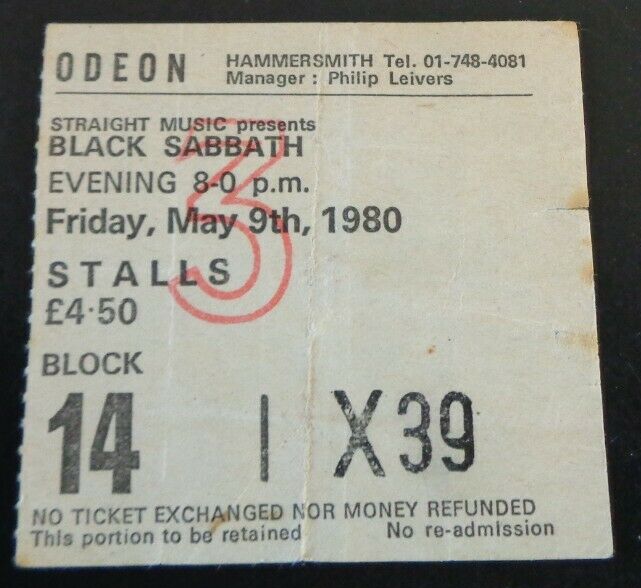 ODEON HAMMERSMITH Tel. 01-748-4081
Manager : Philip Leivers
STRAIGHT MUSIC presents
BLACK SABBATH
EVENING 8-0 p.m.
Friday, May 9th, 1980
3
STALLS
£4·50
BLOCK
14 | X39
NO TICKET EXCHANGED NOR MONEY REFUNDED
This portion to be retained No re-admission